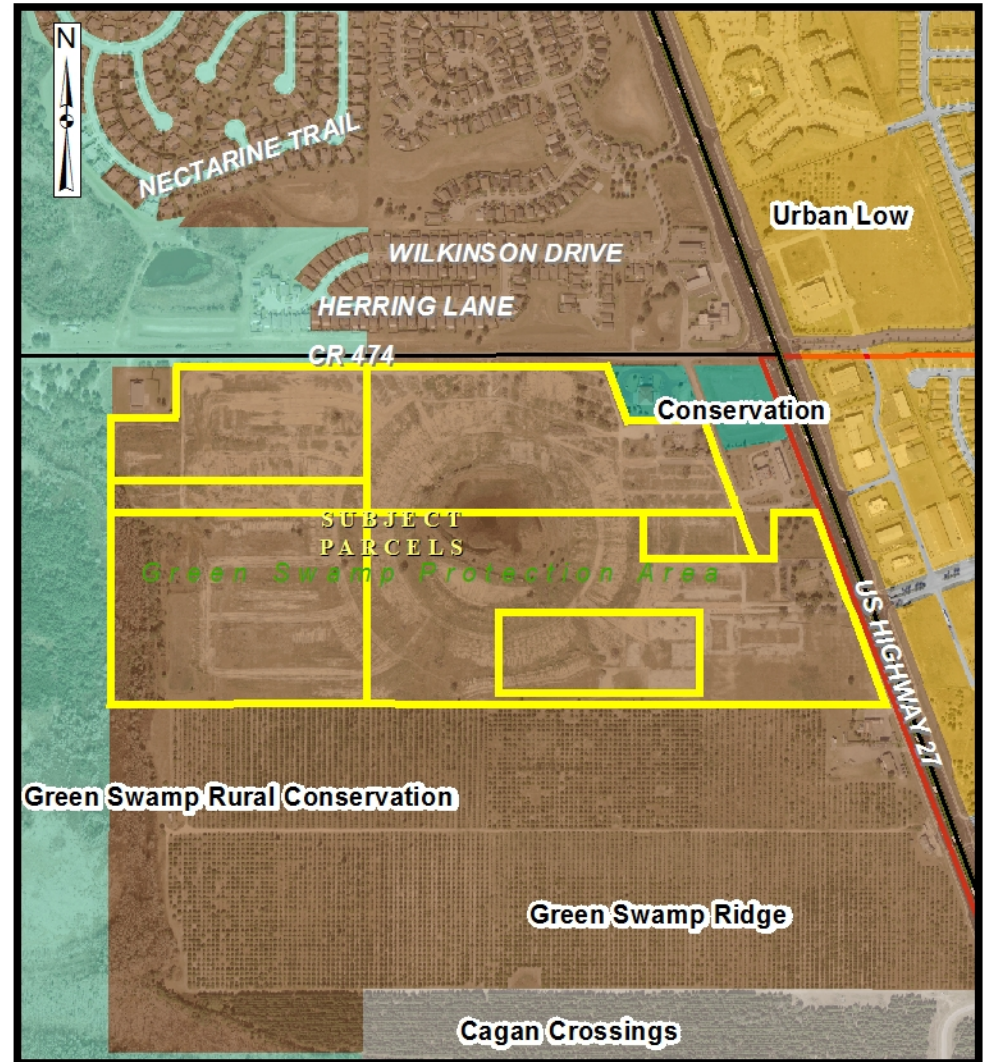 N
NECTARINE TRAIL
Urban Low
WILKINSON DRIVE
HERRING LANE
CR 474
Conservation
SUBJECT
PARCELS
Green Swamp Protection Area
US HIGHWAY 27
Green Swamp Rural Conservation
Green Swamp Ridge
Cagan Crossings